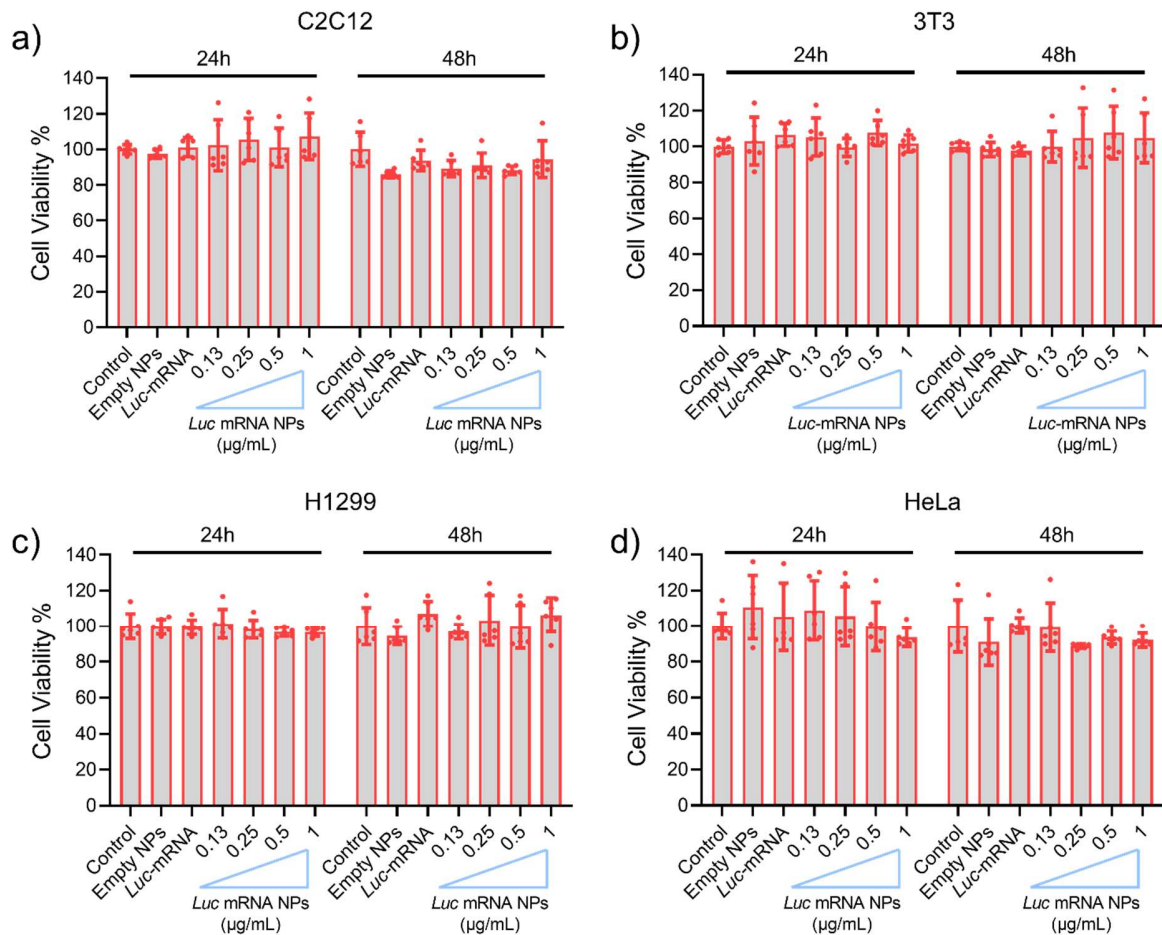 a)
C2C12
24h
48h
Cell Viability %
140
120
100
80
60
40
20
0
Control
Empty NPs
Luc-mRNA
0.13
0.25
0.5
1
Luc mRNA NPs
(µg/mL)
Control
Empty NPs
Luc-mRNA
0.13
0.25
0.5
1
Luc mRNA NPs
(µg/mL)
b)
3T3
24h
48h
Cell Viability %
140
120
100
80
60
40
20
0
Control
Empty NPs
Luc-mRNA
0.13
0.25
0.5
1
Luc-mRNA NPs
(µg/mL)
Control
Empty NPs
Luc-mRNA
0.13
0.25
0.5
1
Luc-mRNA NPs
(µg/mL)
c)
H1299
24h
48h
Cell Viability %
140
120
100
80
60
40
20
0
Control
Empty NPs
Luc-mRNA
0.13
0.25
0.5
1
Luc mRNA NPs
(µg/mL)
Control
Empty NPs
Luc-mRNA
0.13
0.25
0.5
1
Luc mRNA NPs
(µg/mL)
d)
HeLa
24h
48h
Cell Viability %
140
120
100
80
60
40
20
0
Control
Empty NPs
Luc-mRNA
0.13
0.25
0.5
1
Luc mRNA NPs
(µg/mL)
Control
Empty NPs
Luc-mRNA
0.13
0.25
0.5
1
Luc mRNA NPs
(µg/mL)